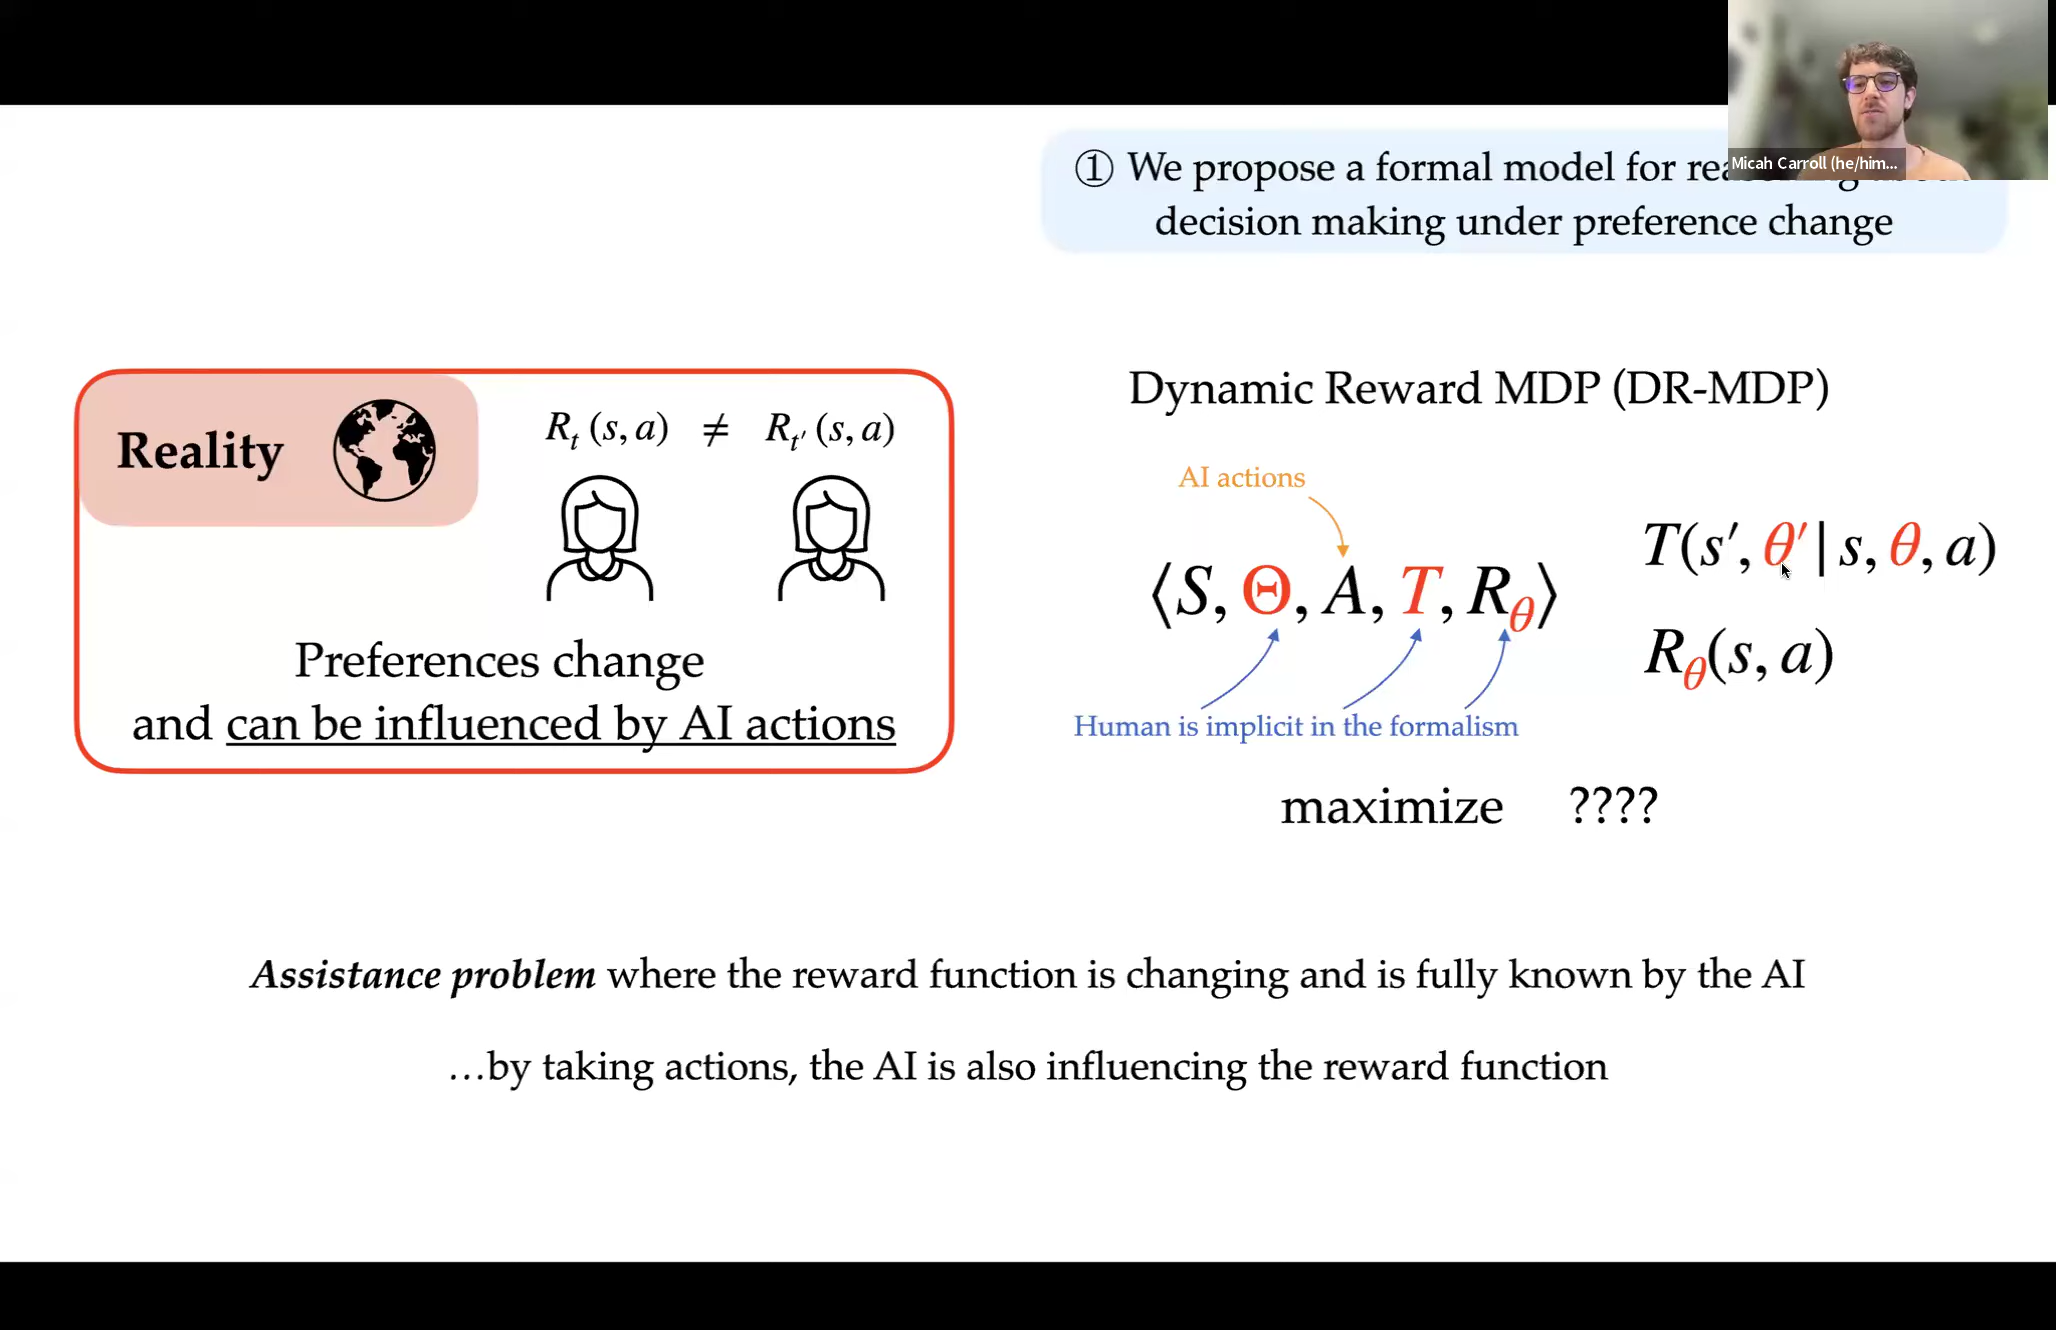 Micah Carroll (he/him...
① We propose a formal model for
decision making under preference change
Reality
Rₜ (s, a) ≠ Rₜ′ (s, a)
Preferences change
and can be influenced by AI actions
Dynamic Reward MDP (DR-MDP)
AI actions
⟨S, Θ, A, T, R_θ⟩
Human is implicit in the formalism
T(s′, θ′ | s, θ, a)
R_θ(s, a)
maximize ????
Assistance problem where the reward function is changing and is fully known by the AI
…by taking actions, the AI is also influencing the reward function